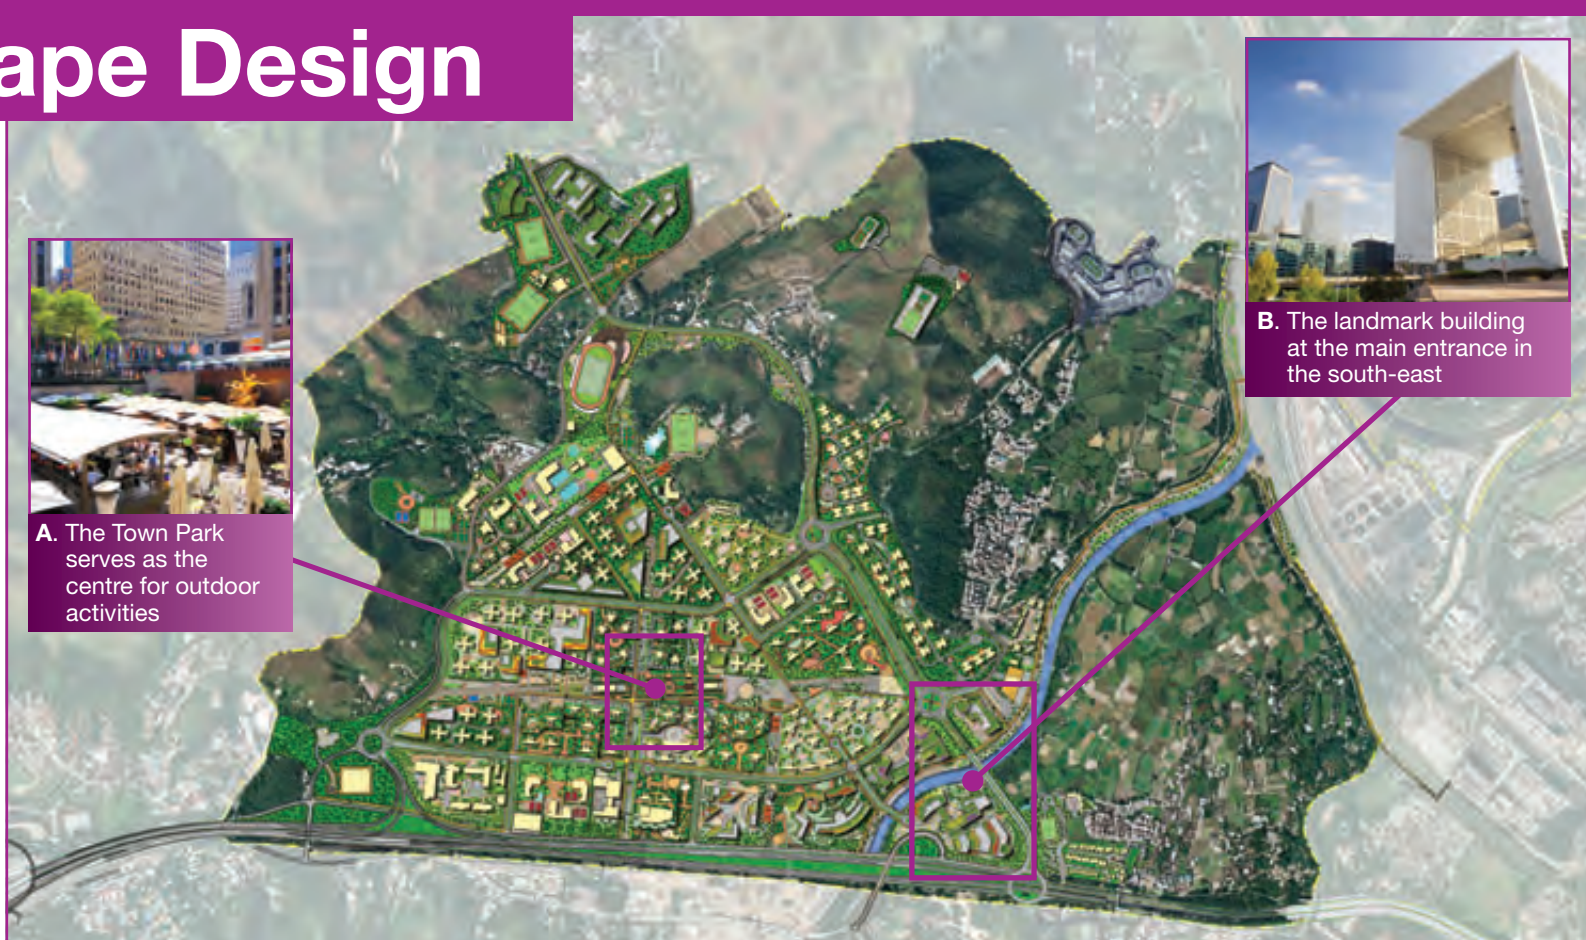 ape Design
A. The Town Park
serves as the
centre for outdoor
activities
B. The landmark building
at the main entrance in
the south-east